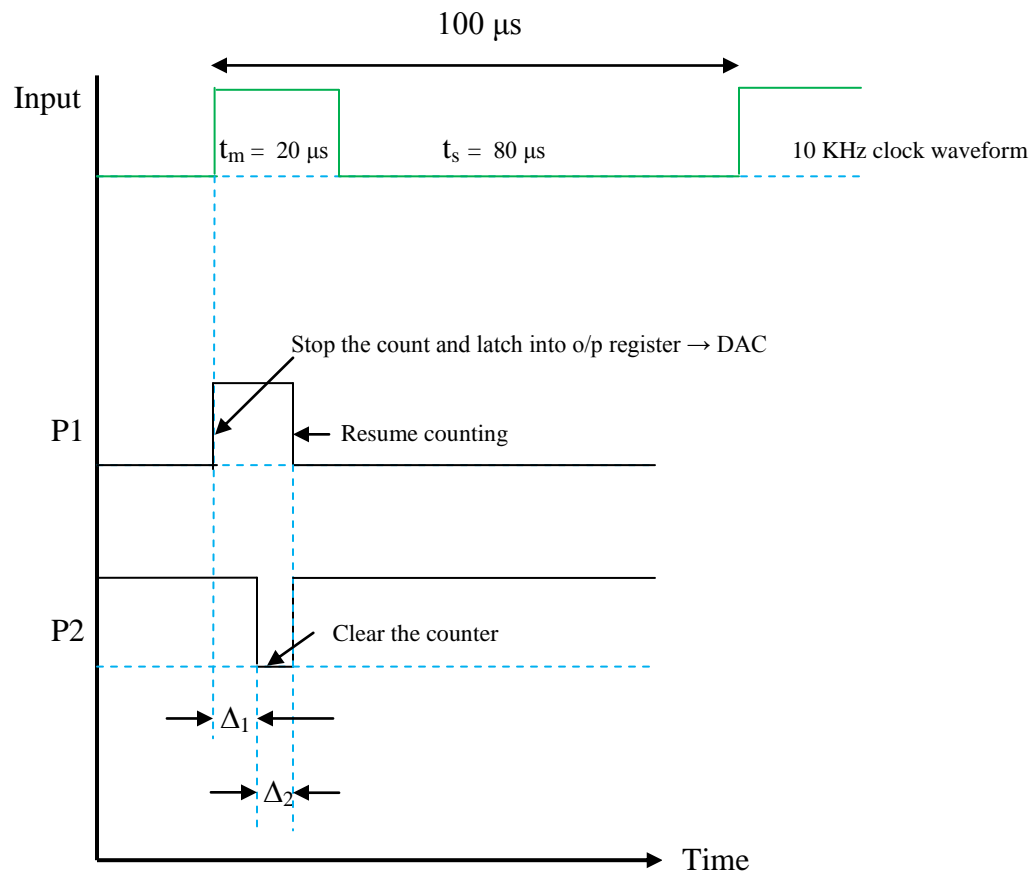 100 μs
Input
tm = 20 μs
ts = 80 μs
10 KHz clock waveform
Stop the count and latch into o/p register → DAC
P1
Resume counting
P2
Clear the counter
Δ1
Δ2
Time